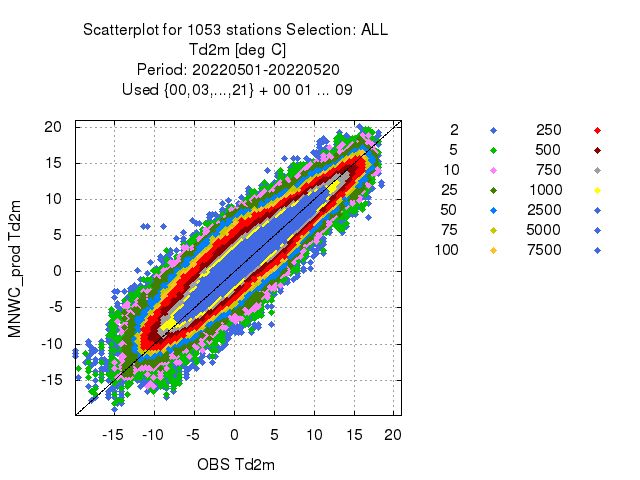 Scatterplot for 1053 stations Selection: ALL
Td2m [deg C]
Period: 20220501-20220520
Used {00,03,...,21} + 00 01 ... 09
MNWC_prod Td2m
20
15
10
5
0
-5
-10
-15
-15 -10 -5 0 5 10 15 20
OBS Td2m
2 250
5 500
10 750
25 1000
50 2500
75 5000
100 7500